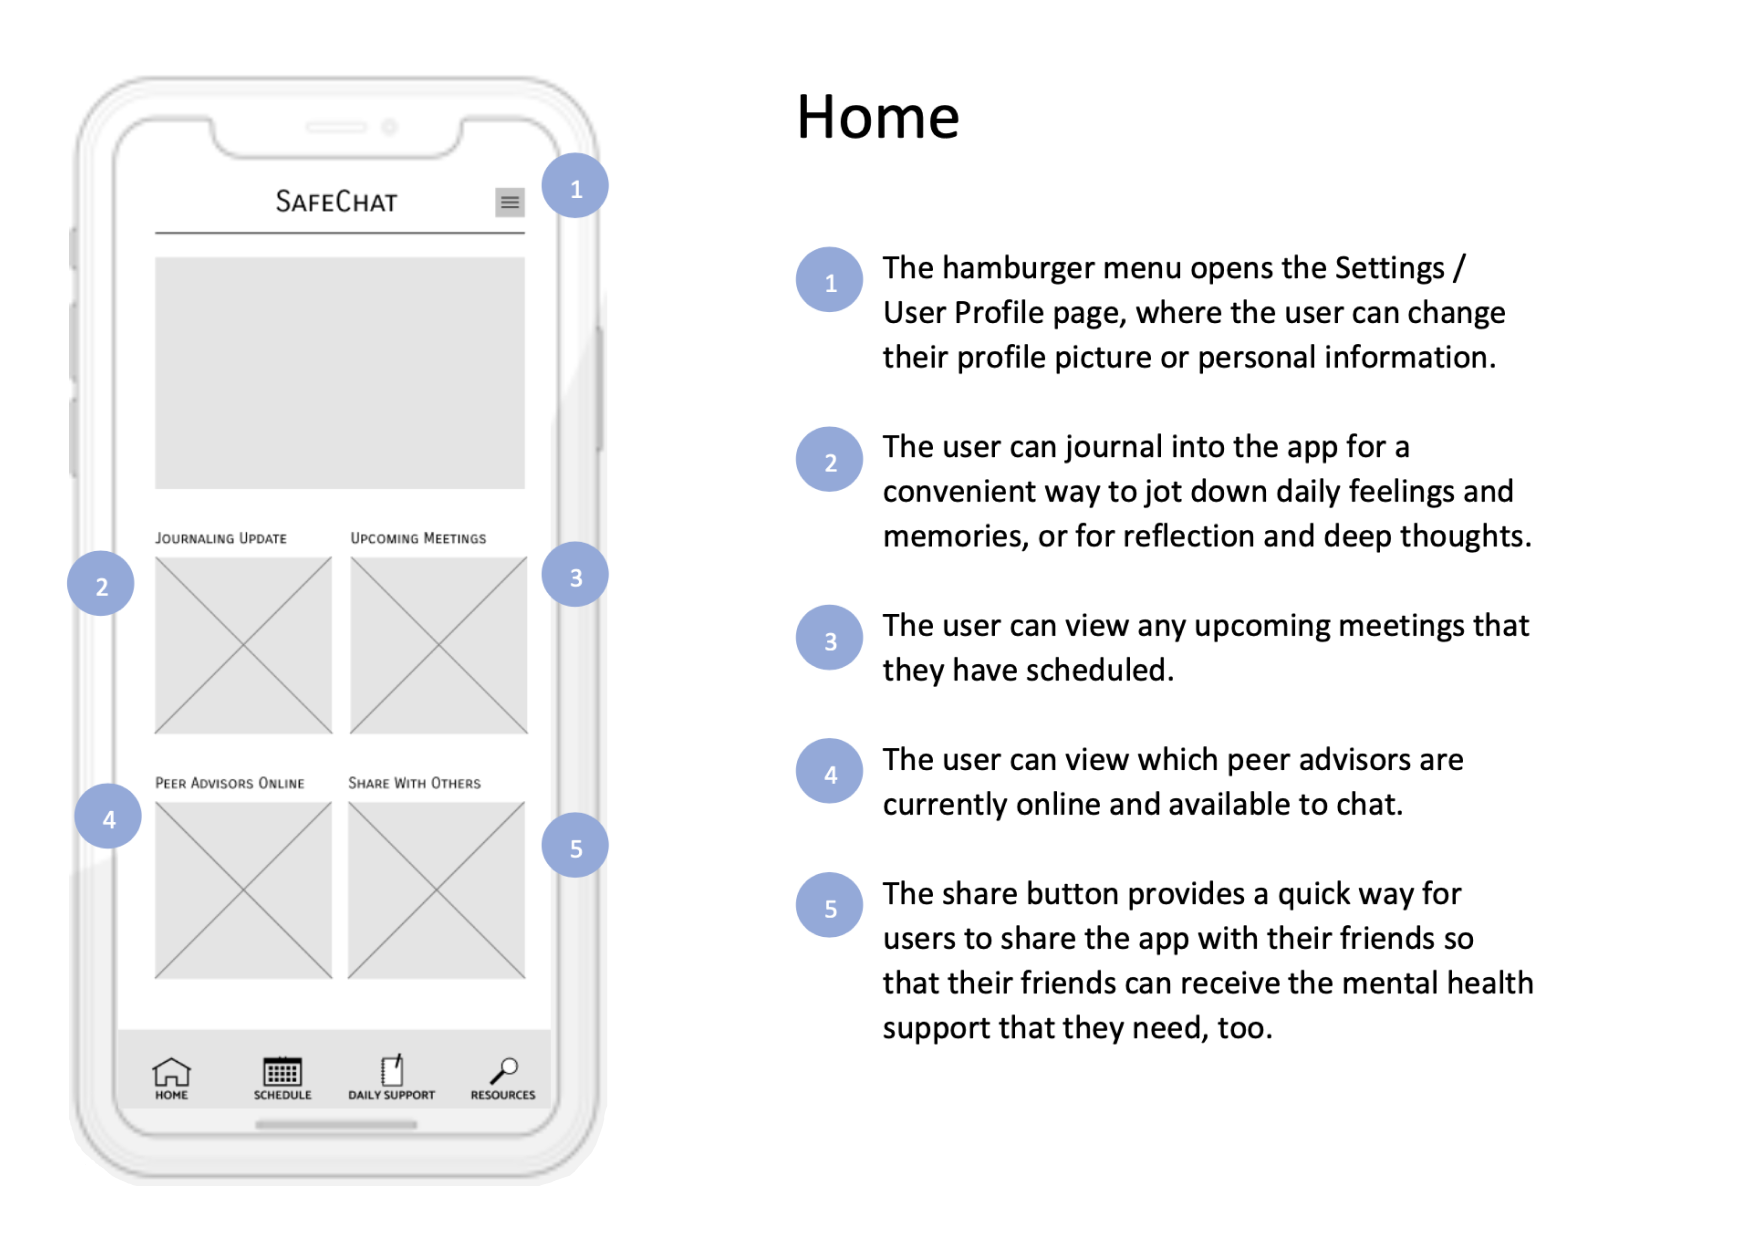 Home
SAFECHAT
1
JOURNALING UPDATE
UPCOMING MEETINGS
2
3
PEER ADVISORS ONLINE
SHARE WITH OTHERS
4
5
HOME
SCHEDULE
DAILY SUPPORT
RESOURCES
1
The hamburger menu opens the Settings /
User Profile page, where the user can change
their profile picture or personal information.
2
The user can journal into the app for a
convenient way to jot down daily feelings and
memories, or for reflection and deep thoughts.
3
The user can view any upcoming meetings that
they have scheduled.
4
The user can view which peer advisors are
currently online and available to chat.
5
The share button provides a quick way for
users to share the app with their friends so
that their friends can receive the mental health
support that they need, too.